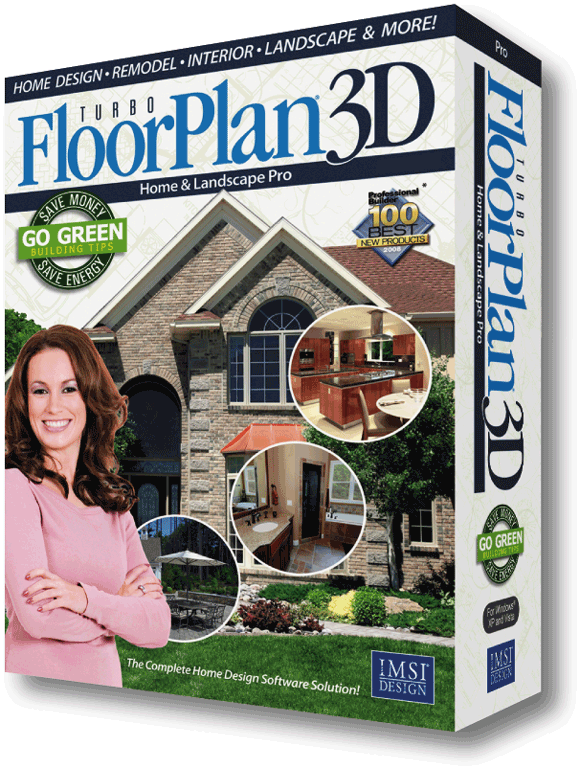 HOME DESIGN • REMODEL • INTERIOR • LANDSCAPE & MORE!
TURBO
FloorPlan® 3D
Home & Landscape Pro
SAVE MONEY
GO GREEN
BUILDING TIPS
SAVE ENERGY
Professional
Builder *
100
BEST
NEW PRODUCTS
2008
The Complete Home Design Software Solution!
IMSI®
DESIGN
Pro
TURBO
FloorPlan 3D
Home & Landscape Pro
SAVE MONEY
GO GREEN
BUILDING TIPS
SAVE ENERGY
For Windows®
XP and Vista
IMSI
DESIGN